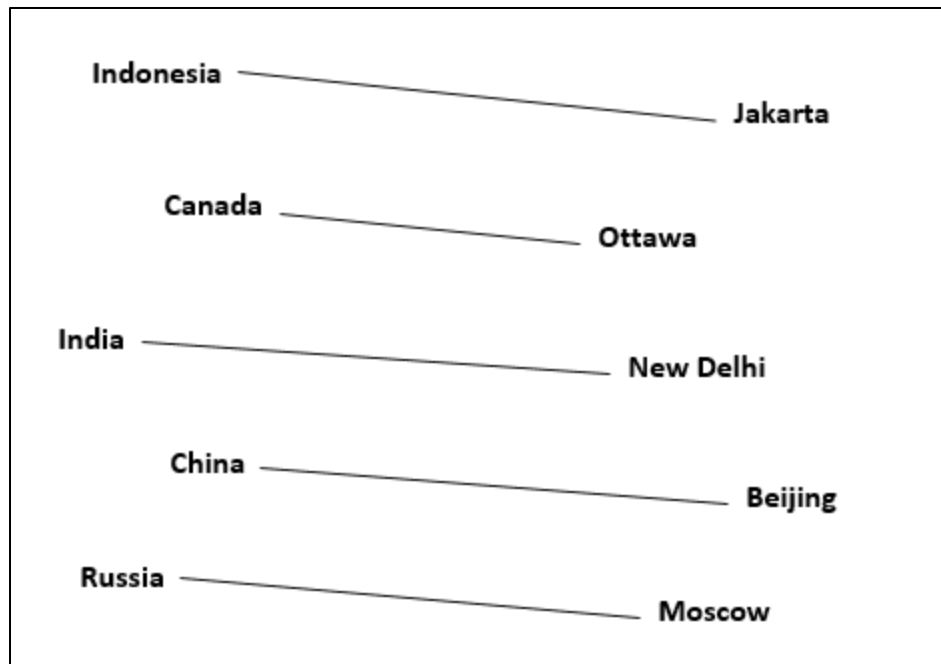 Indonesia
Jakarta
Canada
Ottawa
India
New Delhi
China
Beijing
Russia
Moscow